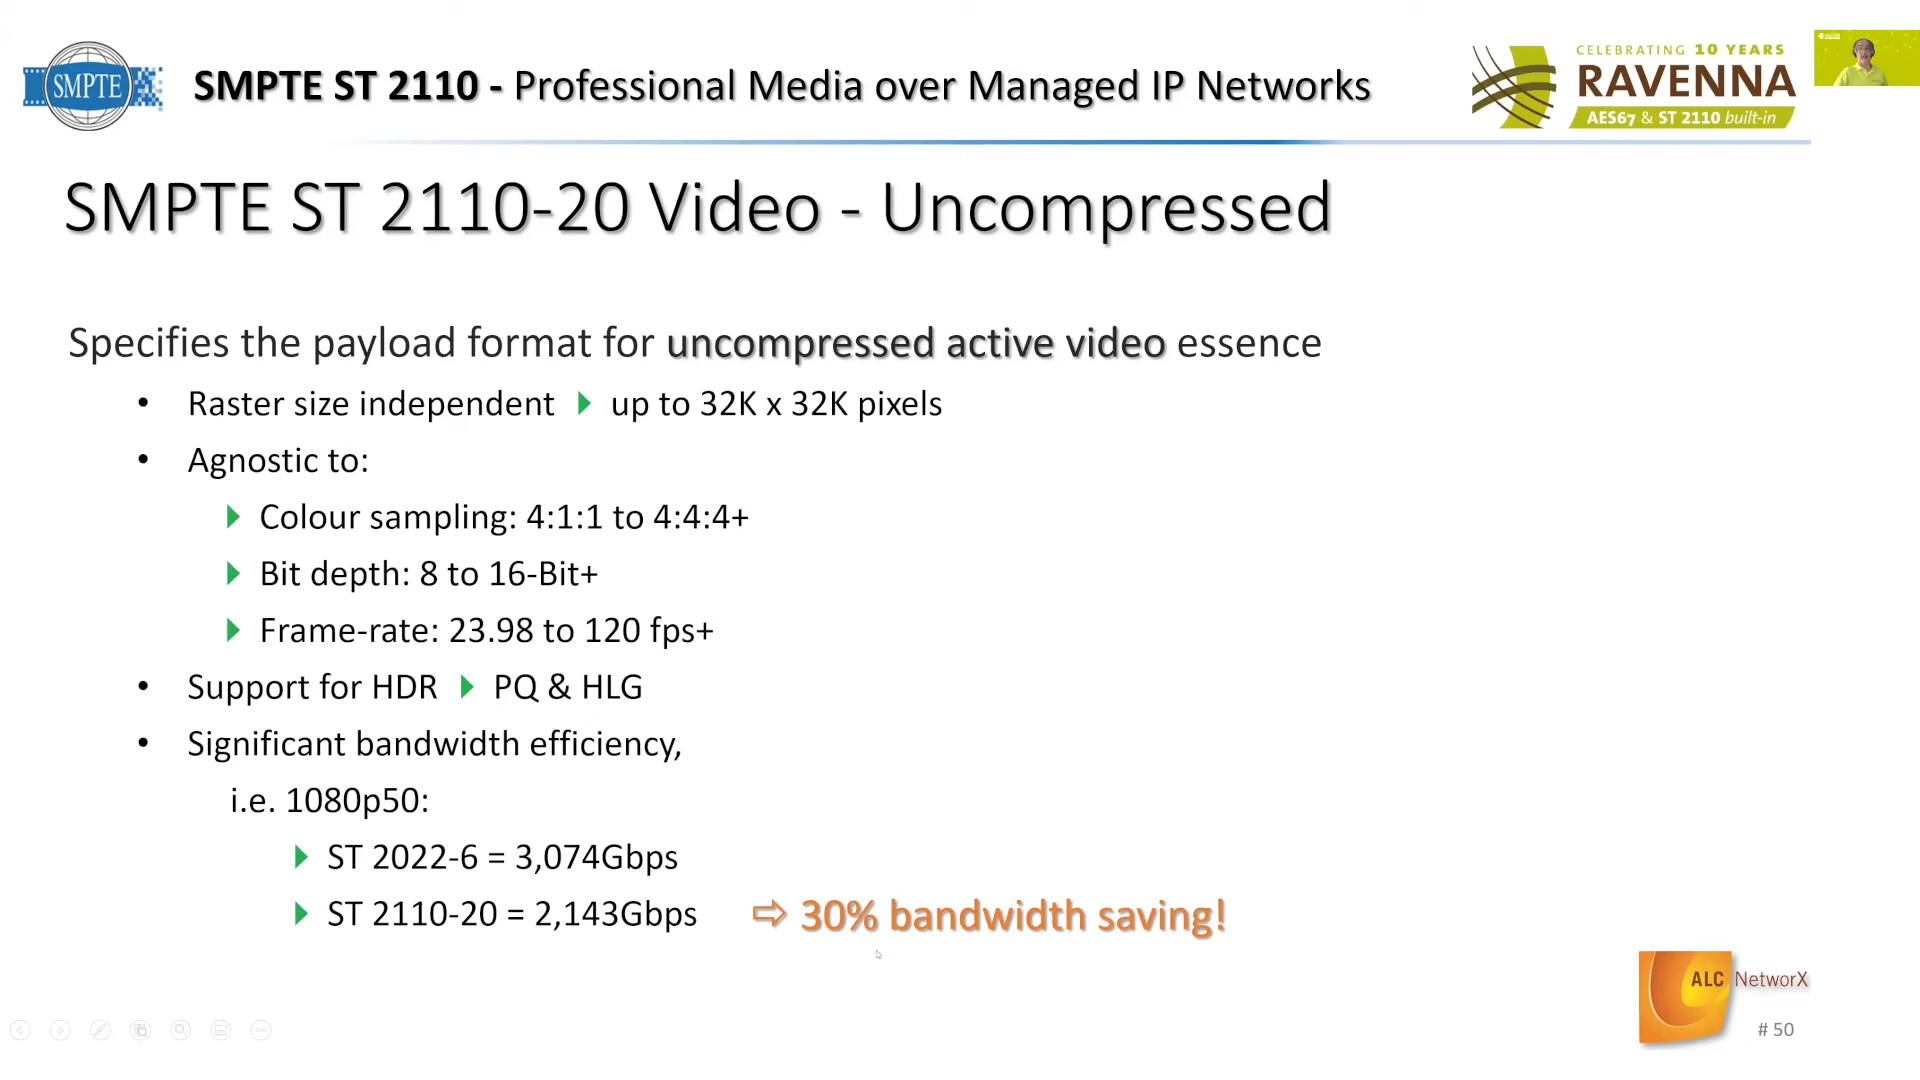 SMPTE
SMPTE ST 2110 - Professional Media over Managed IP Networks
CELEBRATING 10 YEARS
RAVENNA
AES67 & ST 2110 built-in
SMPTE ST 2110-20 Video - Uncompressed
Specifies the payload format for uncompressed active video essence
• Raster size independent up to 32K x 32K pixels
• Agnostic to:
Colour sampling: 4:1:1 to 4:4:4+
Bit depth: 8 to 16-Bit+
Frame-rate: 23.98 to 120 fps+
• Support for HDR PQ & HLG
• Significant bandwidth efficiency,
i.e. 1080p50:
ST 2022-6 = 3,074Gbps
ST 2110-20 = 2,143Gbps ⇨ 30% bandwidth saving!
ALC NetworX
# 50